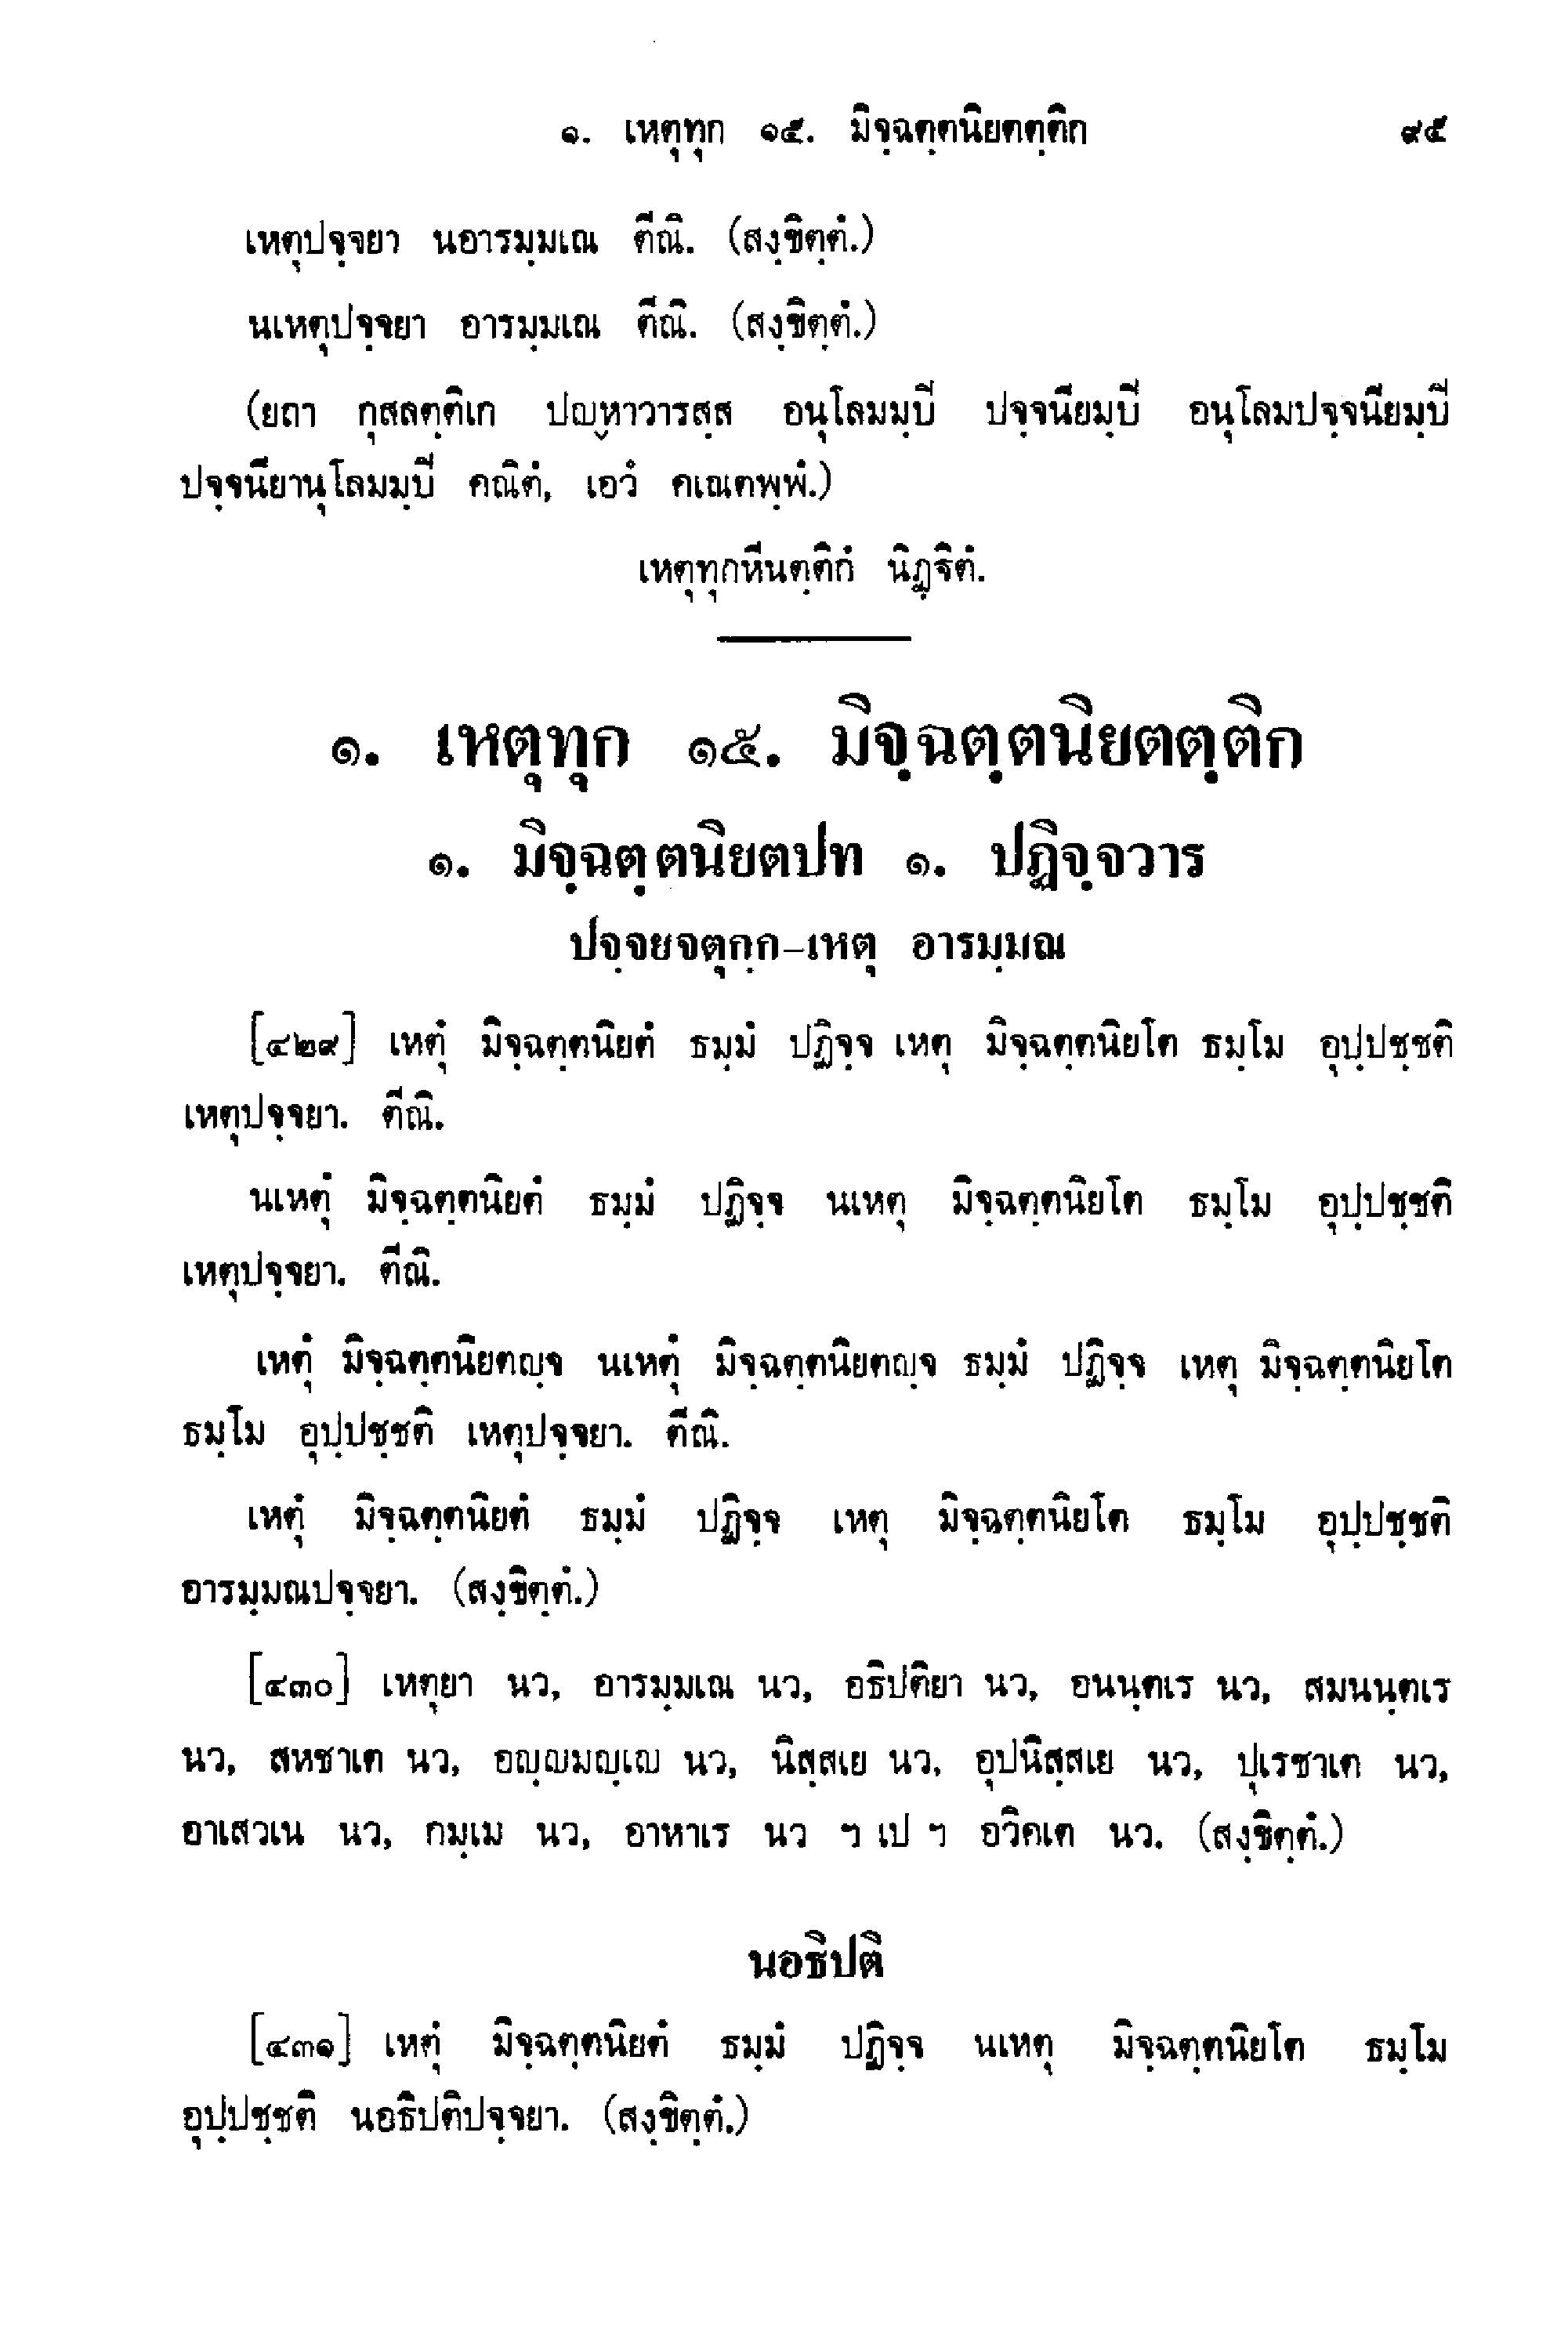 ๑. เหตุทุก ๑๕. มิจฺฉตฺตนิยตตฺติก ๙๕
เหตุปจฺจยา นอารมฺมเณ ตีณิ. (สงฺขิตฺตํ.)
นเหตุปจฺจยา อารมฺมเณ ตีณิ. (สงฺขิตฺตํ.)
(ยถา กุสลตฺติเก ปญฺหาวารสฺส อนุโลมมฺปิ ปจฺจนียมฺปิ อนุโลมปจฺจนียมฺปิ
ปจฺจนียานุโลมมฺปิ คณิตํ, เอวํ คเณตพฺพํ.)
เหตุทุกหีนตฺติกํ นิฏฺฐิตํ.
๑. เหตุทุก ๑๕. มิจฺฉตฺตนิยตตฺติก
๑. มิจฺฉตฺตนิยตปท ๑. ปฏิจฺจวาร
ปจฺจยจตุกฺก-เหตุ อารมฺมณ
[๔๒๙] เหตุํ มิจฺฉตฺตนิยตํ ธมฺมํ ปฏิจฺจ เหตุ มิจฺฉตฺตนิยโต ธมฺโม อุปฺปชฺชติ
เหตุปจฺจยา. ตีณิ.
นเหตุํ มิจฺฉตฺตนิยตํ ธมฺมํ ปฏิจฺจ นเหตุ มิจฺฉตฺตนิยโต ธมฺโม อุปฺปชฺชติ
เหตุปจฺจยา. ตีณิ.
เหตุํ มิจฺฉตฺตนิยตญฺจ นเหตุํ มิจฺฉตฺตนิยตญฺจ ธมฺมํ ปฏิจฺจ เหตุ มิจฺฉตฺตนิยโต
ธมฺโม อุปฺปชฺชติ เหตุปจฺจยา. ตีณิ.
เหตุํ มิจฺฉตฺตนิยตํ ธมฺมํ ปฏิจฺจ เหตุ มิจฺฉตฺตนิยโต ธมฺโม อุปฺปชฺชติ
อารมฺมณปจฺจยา. (สงฺขิตฺตํ.)
[๔๓๐] เหตุยา นว, อารมฺมเณ นว, อธิปติยา นว, อนนฺตเร นว, สมนนฺตเร
นว, สหชาเต นว, อญฺญมญฺเญ นว, นิสฺสเย นว, อุปนิสฺสเย นว, ปุเรชาเต นว,
อาเสวเน นว, กมฺเม นว, อาหาเร นว ฯ เป ฯ อวิคเต นว. (สงฺขิตฺตํ.)
นอธิปติ
[๔๓๑] เหตุํ มิจฺฉตฺตนิยตํ ธมฺมํ ปฏิจฺจ นเหตุ มิจฺฉตฺตนิยโต ธมฺโม
อุปฺปชฺชติ นอธิปติปจฺจยา. (สงฺขิตฺตํ.)